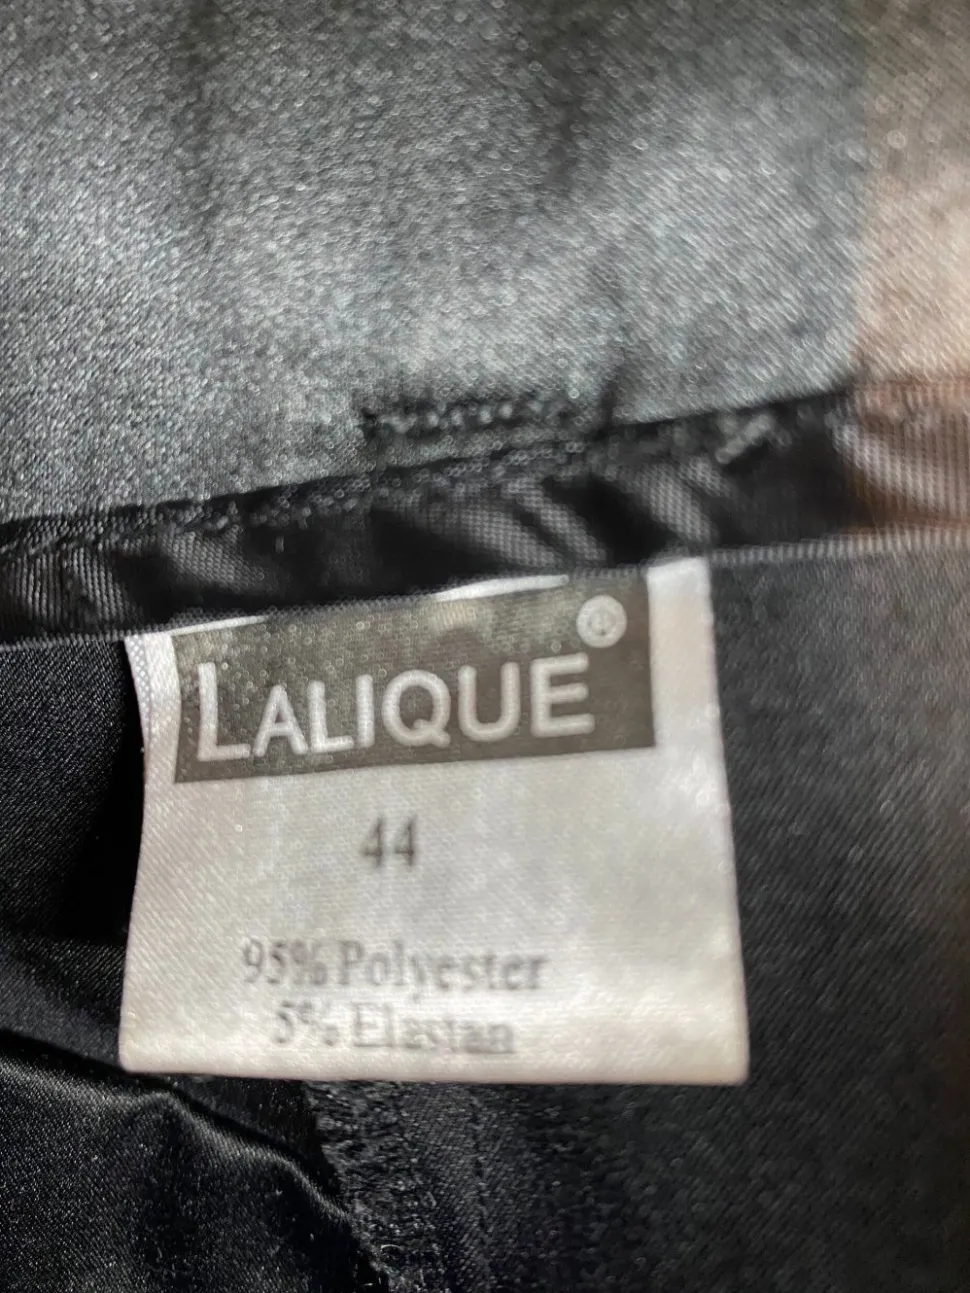 LALIQUE®
44
95% Polyester
5% Elastan